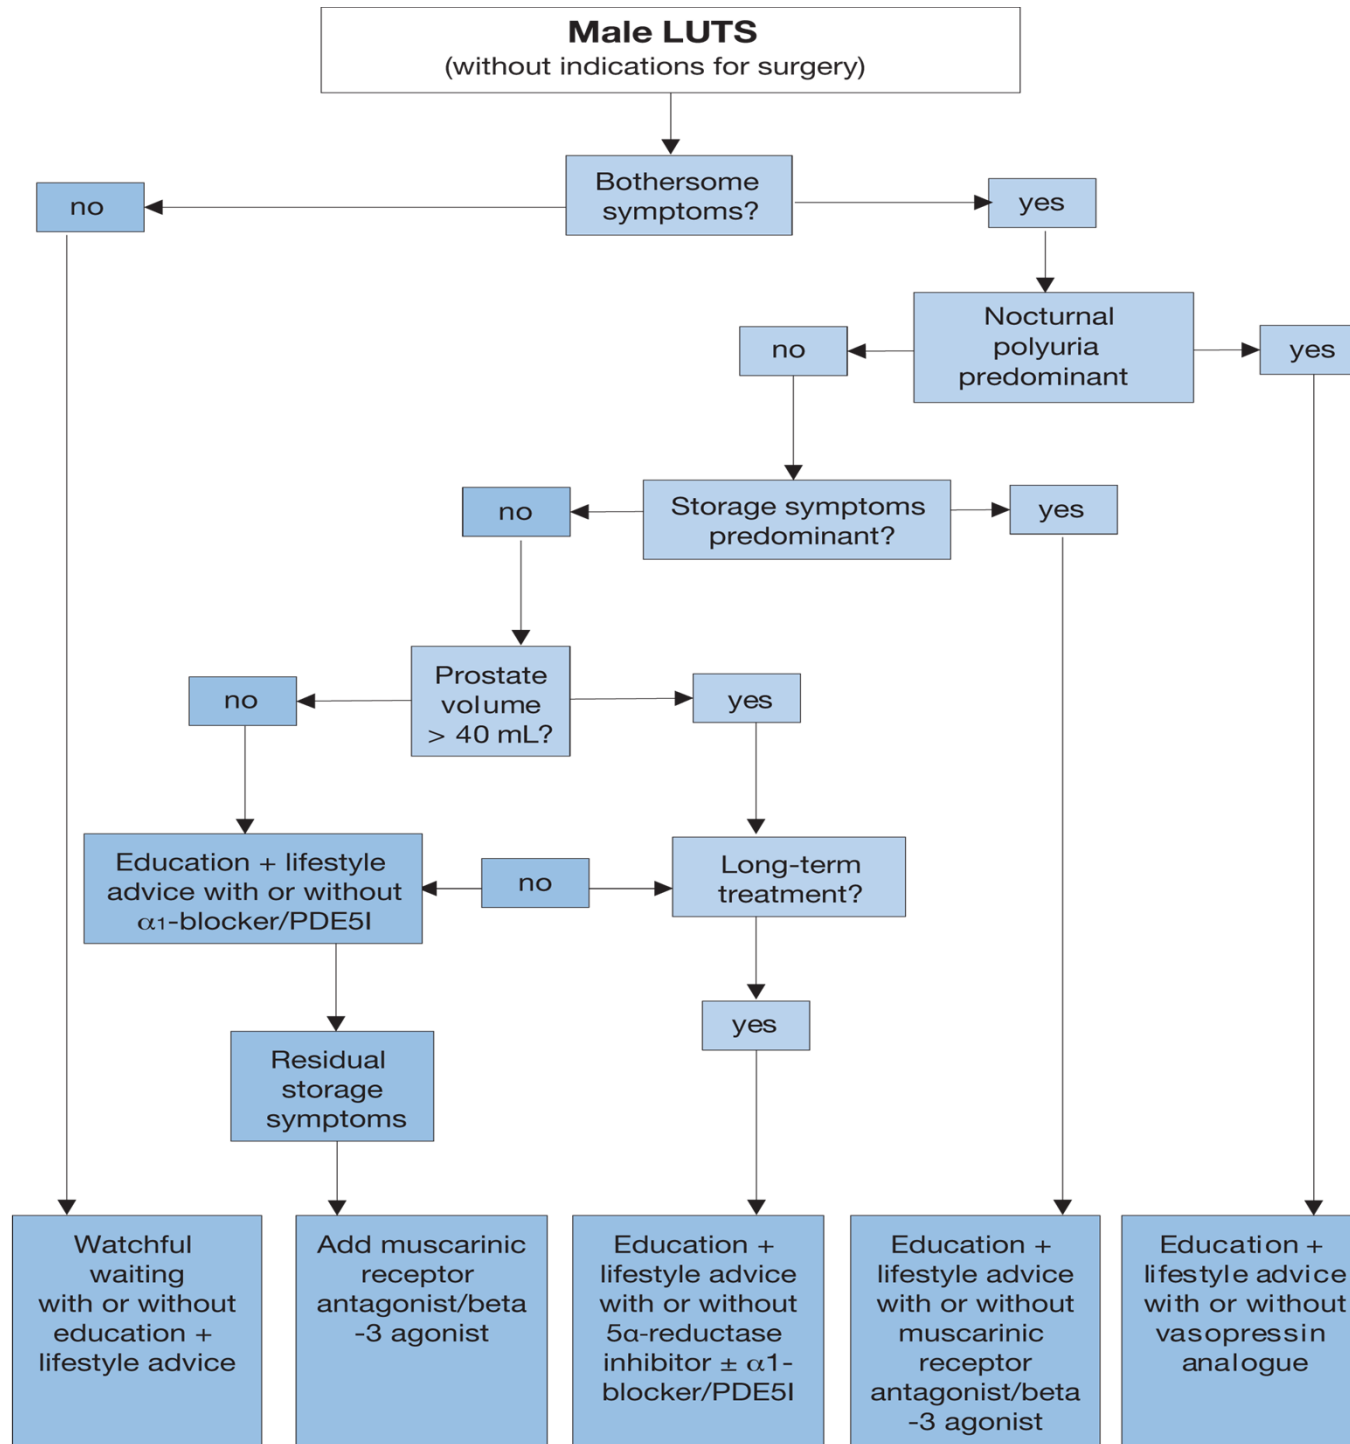 Male LUTS
(without indications for surgery)
Bothersome
symptoms?
no
yes
Nocturnal
polyuria
predominant
no
yes
Storage symptoms
predominant?
no
yes
Prostate
volume
> 40 mL?
no
yes
Education + lifestyle
advice with or without
α1-blocker/PDE5I
no
Long-term
treatment?
yes
Residual
storage
symptoms
Watchful
waiting
with or without
education +
lifestyle advice
Add muscarinic
receptor
antagonist/beta
-3 agonist
Education +
lifestyle advice
with or without
5α-reductase
inhibitor ± α1-
blocker/PDE5I
Education +
lifestyle advice
with or without
muscarinic
receptor
antagonist/beta
-3 agonist
Education +
lifestyle advice
with or without
vasopressin
analogue